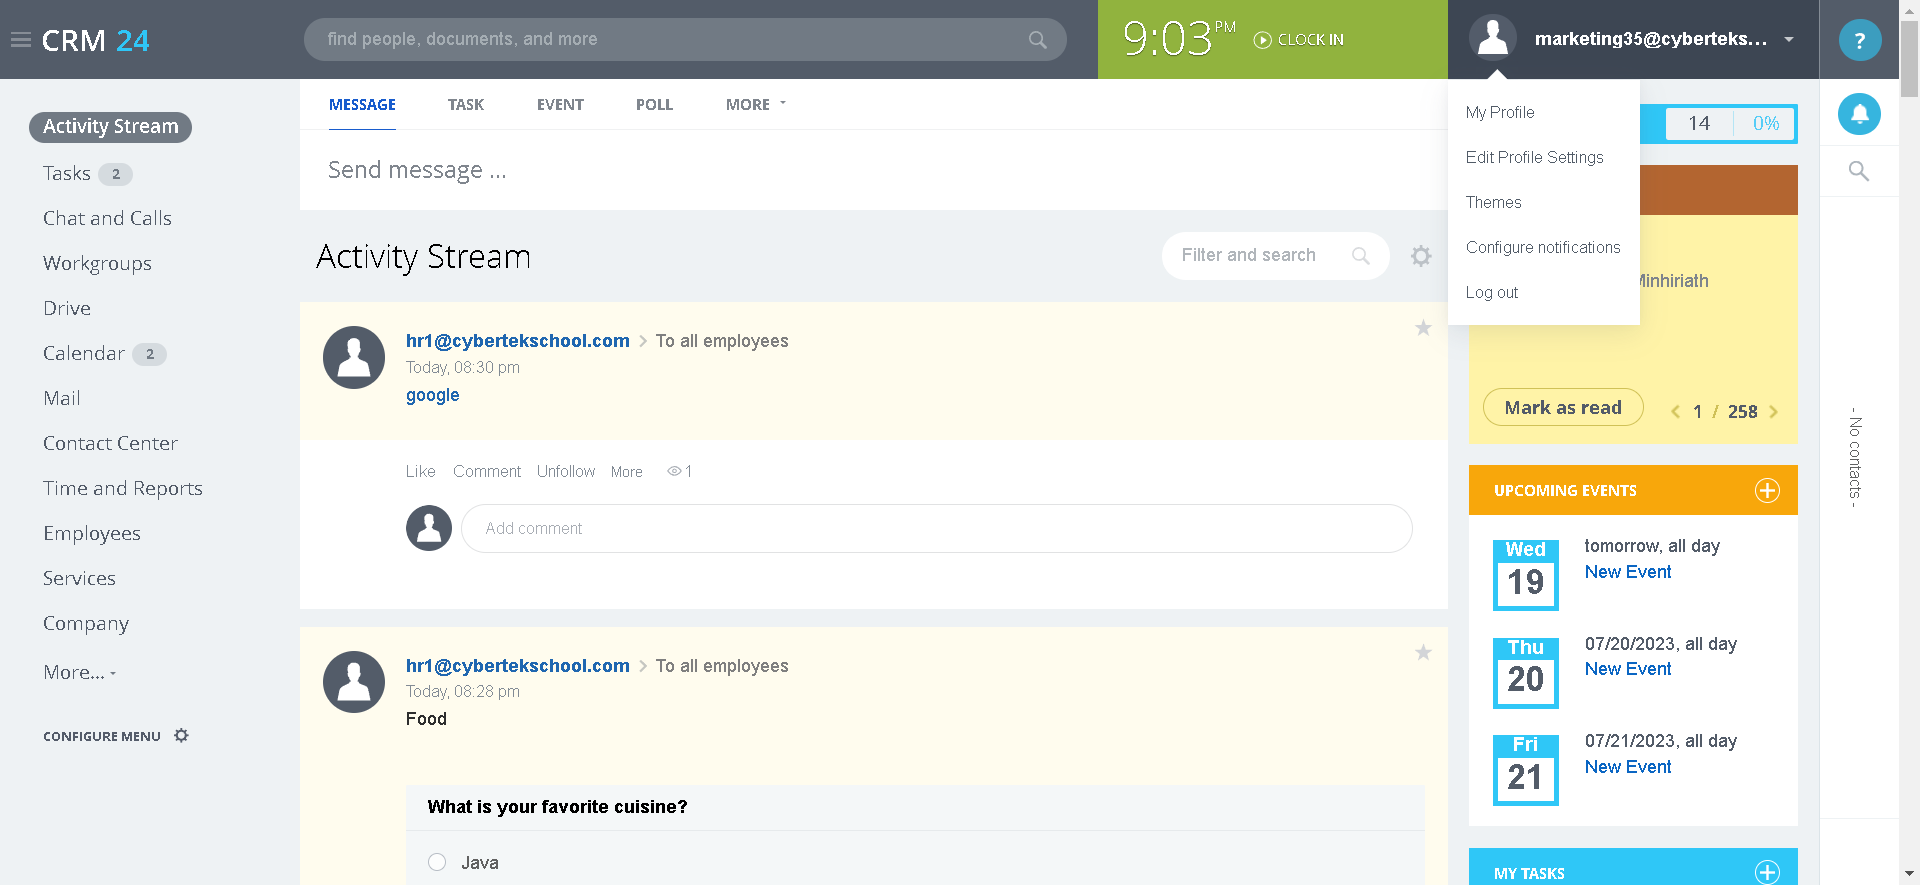 CRM 24
find people, documents, and more
9:03 PM
CLOCK IN
marketing35@cyberteks...
?
Activity Stream
Tasks 2
Chat and Calls
Workgroups
Drive
Calendar 2
Mail
Contact Center
Time and Reports
Employees
Services
Company
More...
CONFIGURE MENU
MESSAGE TASK EVENT POLL MORE
Send message ...
Activity Stream
Filter and search
hr1@cybertekschool.com > To all employees
Today, 08:30 pm
google
Like Comment Unfollow More 1
Add comment
hr1@cybertekschool.com > To all employees
Today, 08:28 pm
Food
What is your favorite cuisine?
Java
My Profile
Edit Profile Settings
Themes
Configure notifications
Log out
14 0%
Minhiriath
Mark as read
< 1 / 258 >
UPCOMING EVENTS
Wed
19
tomorrow, all day
New Event
Thu
20
07/20/2023, all day
New Event
Fri
21
07/21/2023, all day
New Event
MY TASKS
- No contacts -